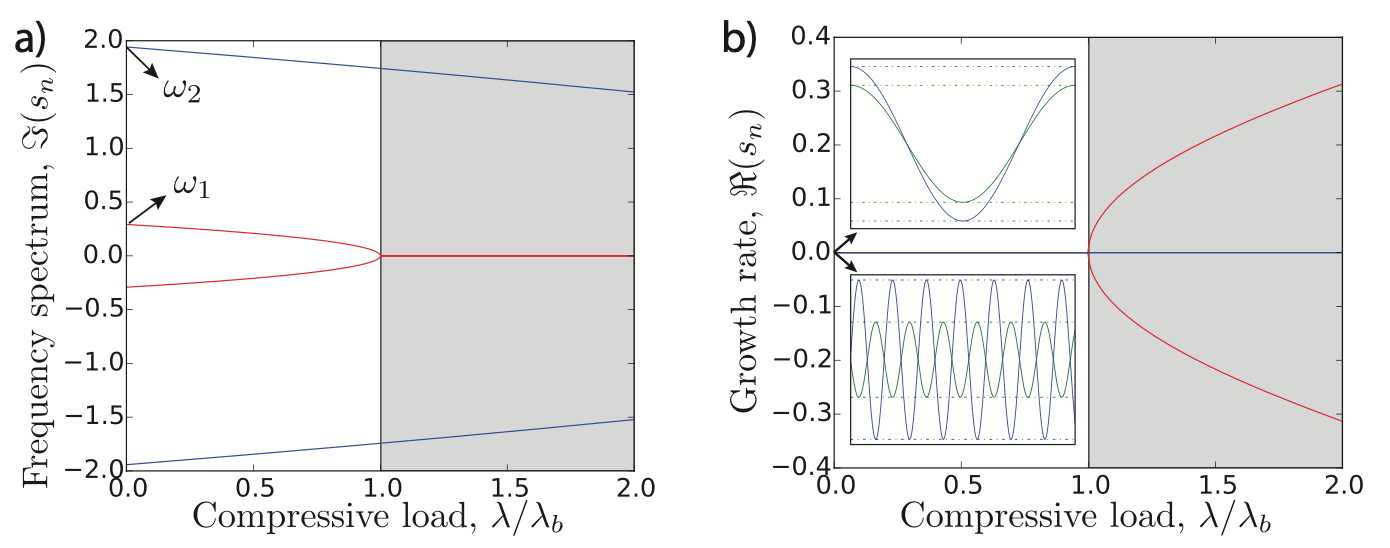 a)
Frequency spectrum, ℑ(sₙ)
2.0
1.5
1.0
0.5
0.0
−0.5
−1.0
−1.5
−2.0
ω₂
ω₁
0.0 0.5 1.0 1.5 2.0
Compressive load, λ/λ_b
b)
Growth rate, ℜ(sₙ)
0.4
0.3
0.2
0.1
0.0
−0.1
−0.2
−0.3
−0.4
0.0 0.5 1.0 1.5 2.0
Compressive load, λ/λ_b